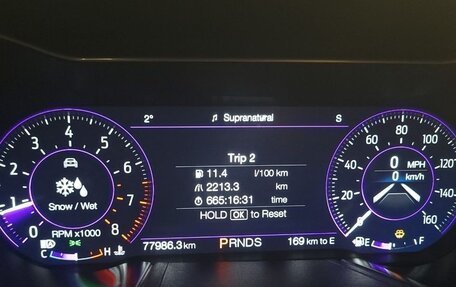 2° ♫ Supranatural S
Trip 2
11.4 l/100 km
2213.3 km
665:16:31 time
HOLD OK to Reset
77986.3 km PRNDS 169 km to E
0 1 2 3 4 5 6 7 8
Snow / Wet
RPM x1000
C H
20 40 60 80 100 120 140 160
0 MPH
0 km/h
E F